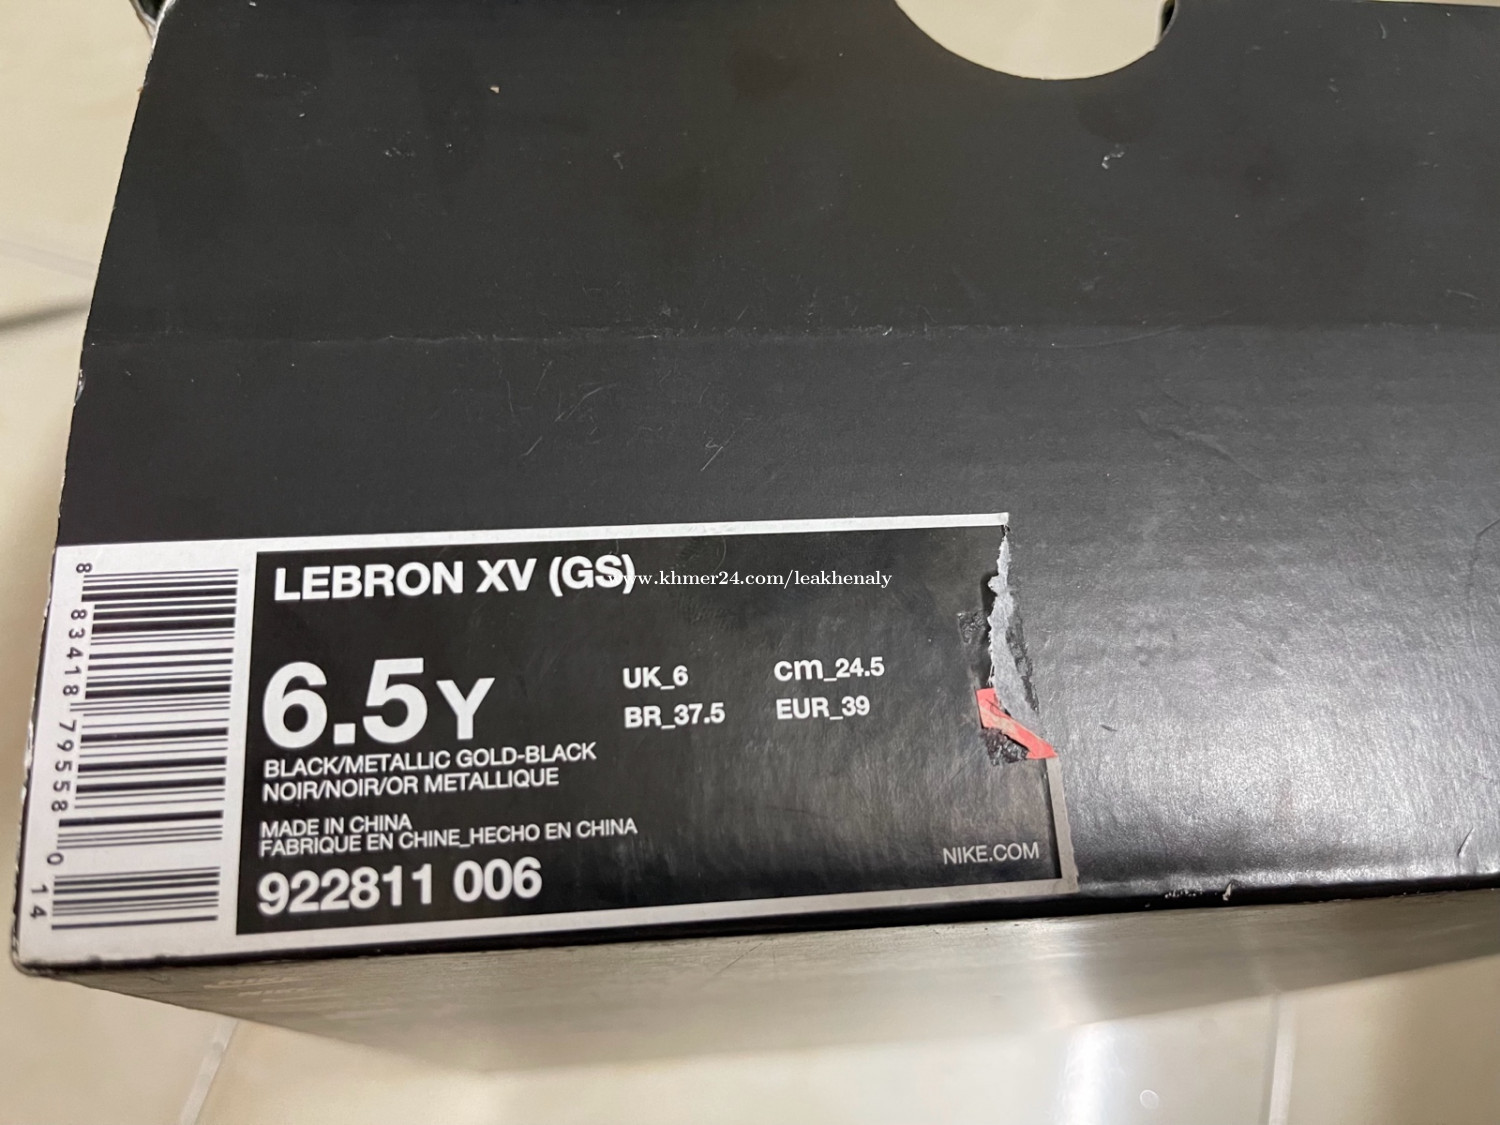 LEBRON XV (GS)
www.khmer24.com/leakhenaly
6.5Y
UK_6 cm_24.5
BR_37.5 EUR_39
BLACK/METALLIC GOLD-BLACK
NOIR/NOIR/OR METALLIQUE
MADE IN CHINA
FABRIQUE EN CHINE_HECHO EN CHINA
922811 006
NIKE.COM
8 83418 79558 0 14